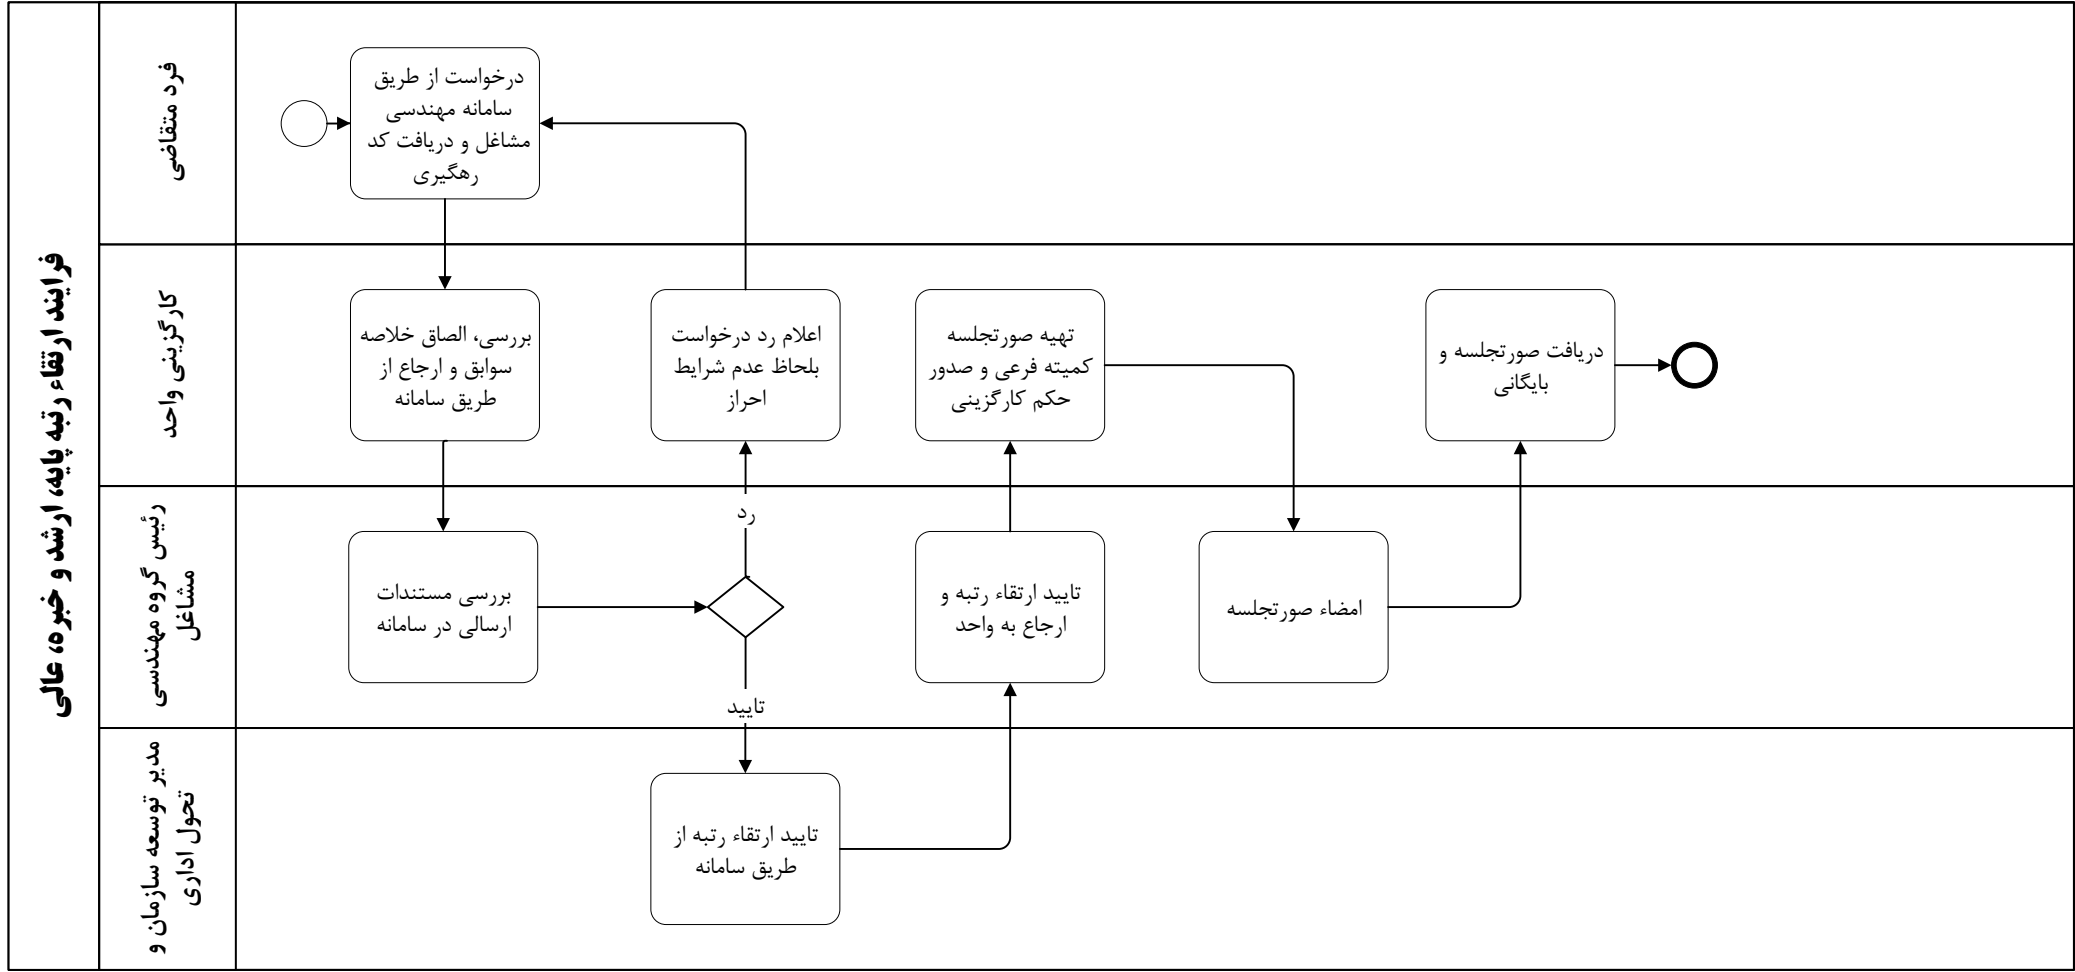 فرایند ارتقاء رتبه پایه، ارشد و خبره، عالی
فرد متقاضی
درخواست از طریق
سامانه مهندسی
مشاغل و دریافت کد
رهگیری
کارگزینی واحد
بررسی، الصاق خلاصه
سوابق و ارجاع از
طریق سامانه
اعلام رد درخواست
بلحاظ عدم شرایط
احراز
تهیه صورتجلسه
کمیته فرعی و صدور
حکم کارگزینی
دریافت صورتجلسه و
بایگانی
رئیس گروه مهندسی
مشاغل
بررسی مستندات
ارسالی در سامانه
رد
تایید
تایید ارتقاء رتبه و
ارجاع به واحد
امضاء صورتجلسه
مدیر توسعه سازمان و
تحول اداری
تایید ارتقاء رتبه از
طریق سامانه